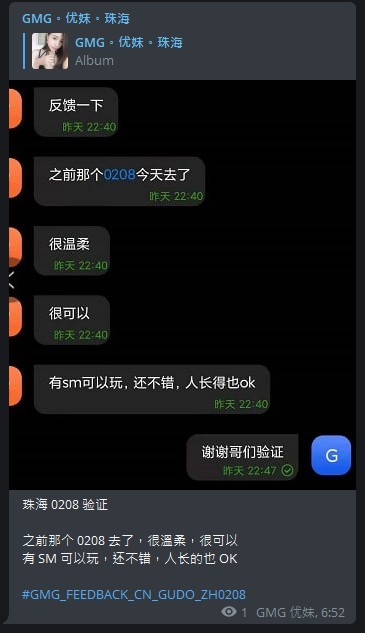 GMG。优妹。珠海
GMG。优妹。珠海
Album
反馈一下
昨天 22:40
之前那个0208今天去了
昨天 22:40
很温柔
昨天 22:40
很可以
昨天 22:40
有sm可以玩，还不错，人长得也ok
昨天 22:40
谢谢哥们验证
昨天 22:47
G
珠海 0208 验证
之前那个 0208 去了，很溫柔，很可以
有 SM 可以玩，还不错，人长的也 OK
#GMG_FEEDBACK_CN_GUDO_ZH0208
1 GMG 优妹, 6:52